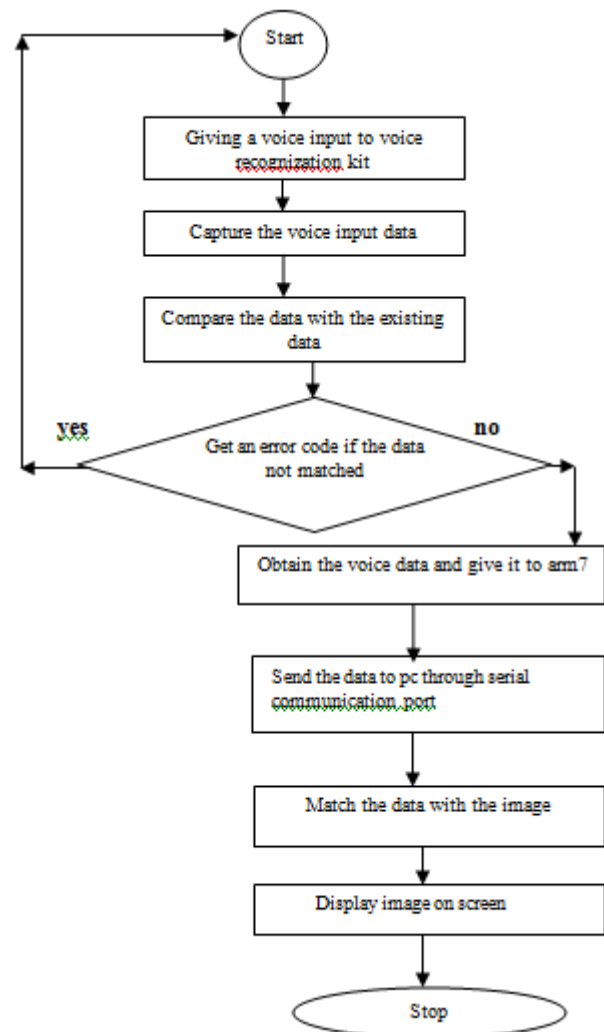 Start
Giving a voice input to voice
recognization kit
Capture the voice input data
Compare the data with the existing
data
yes
no
Get an error code if the data
not matched
Obtain the voice data and give it to arm7
Send the data to pc through serial
communication port
Match the data with the image
Display image on screen
Stop